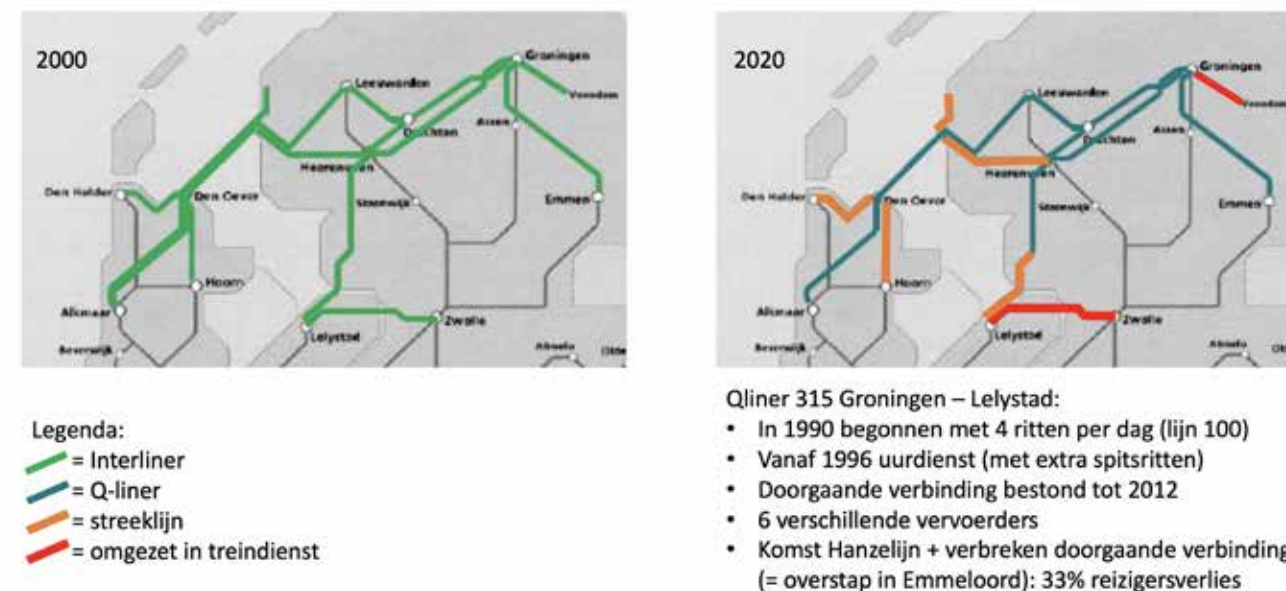 2000
Groningen
Leeuwarden
Veendam
Drachten
Assen
Heerenveen
Den Helder
Den Oever
Steenwijk
Emmen
Hoorn
Alkmaar
Zwolle
Lelystad
Beverwijk
Almelo
2020
Groningen
Leeuwarden
Veendam
Drachten
Assen
Heerenveen
Den Helder
Den Oever
Steenwijk
Emmen
Hoorn
Alkmaar
Zwolle
Lelystad
Beverwijk
Almelo
Legenda:
= Interliner
= Q-liner
= streeklijn
= omgezet in treindienst
Qliner 315 Groningen – Lelystad:
• In 1990 begonnen met 4 ritten per dag (lijn 100)
• Vanaf 1996 uurdienst (met extra spitsritten)
• Doorgaande verbinding bestond tot 2012
• 6 verschillende vervoerders
• Komst Hanzelijn + verbreken doorgaande verbinding
(= overstap in Emmeloord): 33% reizigersverlies